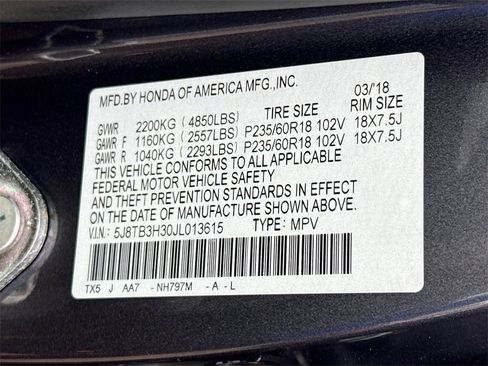 MFD.BY HONDA OF AMERICA MFG.,INC. 03/'18
GVWR 2200KG (4850LBS) TIRE SIZE RIM SIZE
GAWR F 1160KG (2557LBS) P235/60R18 102V 18X7.5J
GAWR R 1040KG (2293LBS) P235/60R18 102V 18X7.5J
THIS VEHICLE CONFORMS TO ALL APPLICABLE
FEDERAL MOTOR VEHICLE SAFETY
AND THEFT PREVENTION STANDARDS IN EFFECT
ON THE DATE OF MANUFACTURE SHOWN ABOVE.
V.I.N.: 5J8TB3H30JL013615 TYPE: MPV
TX5 J AA7 - NH797M - A - L